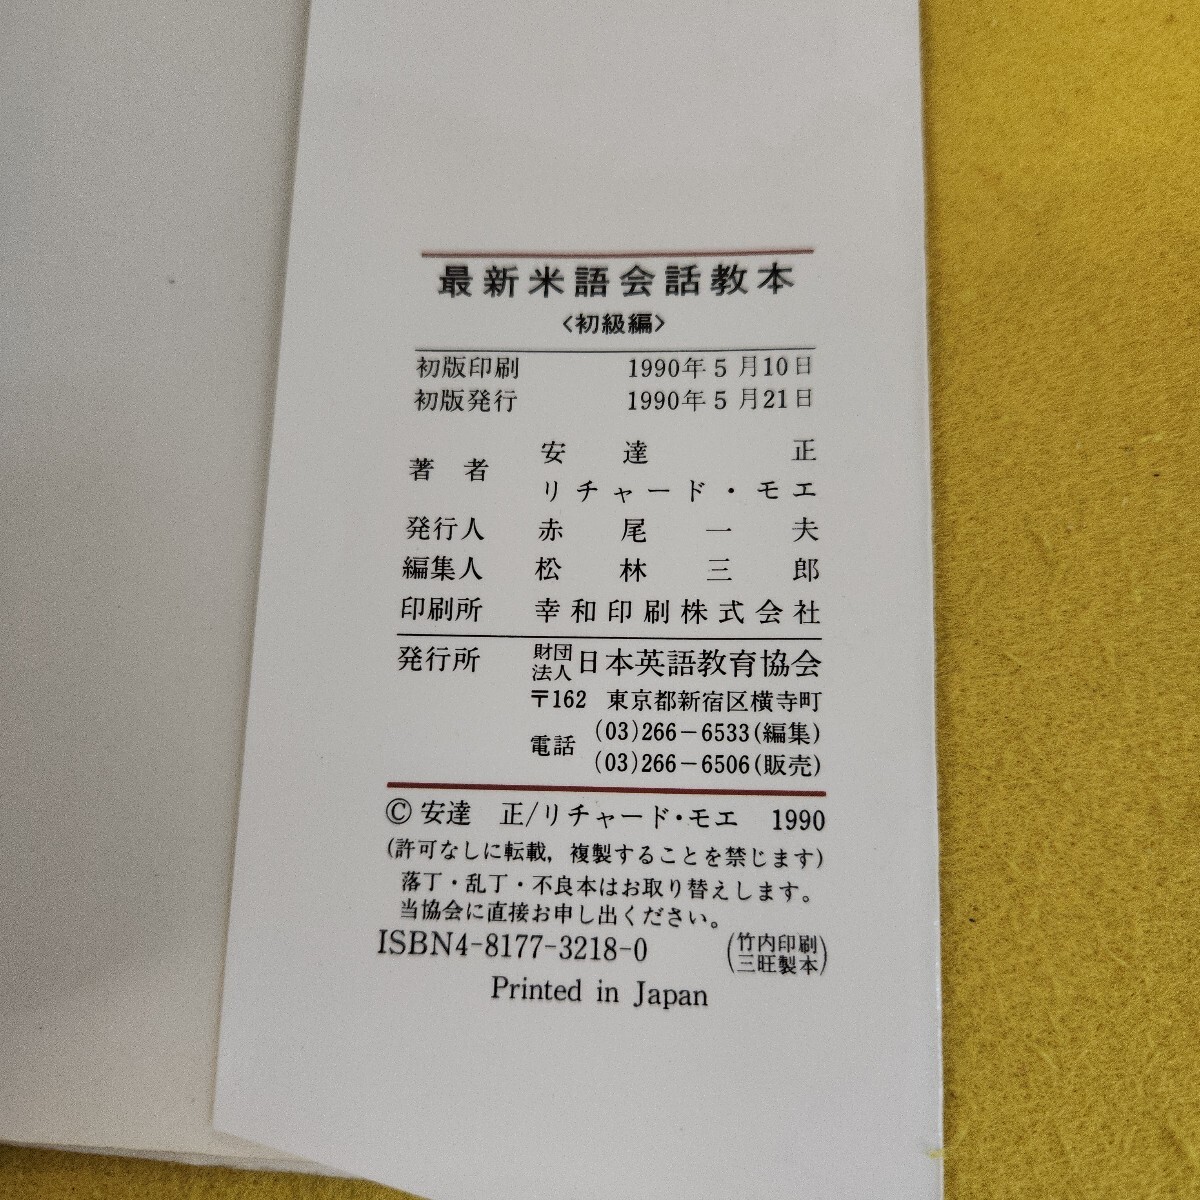 最新米語会話教本
〈初級編〉
初版印刷 1990年5月10日
初版発行 1990年5月21日
著者 安達 正
リチャード・モエ
発行人 赤尾一夫
編集人 松林三郎
印刷所 幸和印刷株式会社
発行所 財団法人 日本英語教育協会
〒162 東京都新宿区横寺町
電話 (03)266-6533(編集)
(03)266-6506(販売)
© 安達 正/リチャード・モエ 1990
(許可なしに転載，複製することを禁じます)
落丁・乱丁・不良本はお取り替えします。
当協会に直接お申し出ください。
ISBN4-8177-3218-0 (竹内印刷 三旺製本)
Printed in Japan